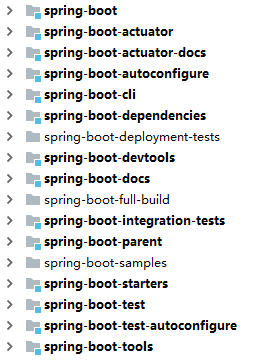 spring-boot
spring-boot-actuator
spring-boot-actuator-docs
spring-boot-autoconfigure
spring-boot-cli
spring-boot-dependencies
spring-boot-deployment-tests
spring-boot-devtools
spring-boot-docs
spring-boot-full-build
spring-boot-integration-tests
spring-boot-parent
spring-boot-samples
spring-boot-starters
spring-boot-test
spring-boot-test-autoconfigure
spring-boot-tools